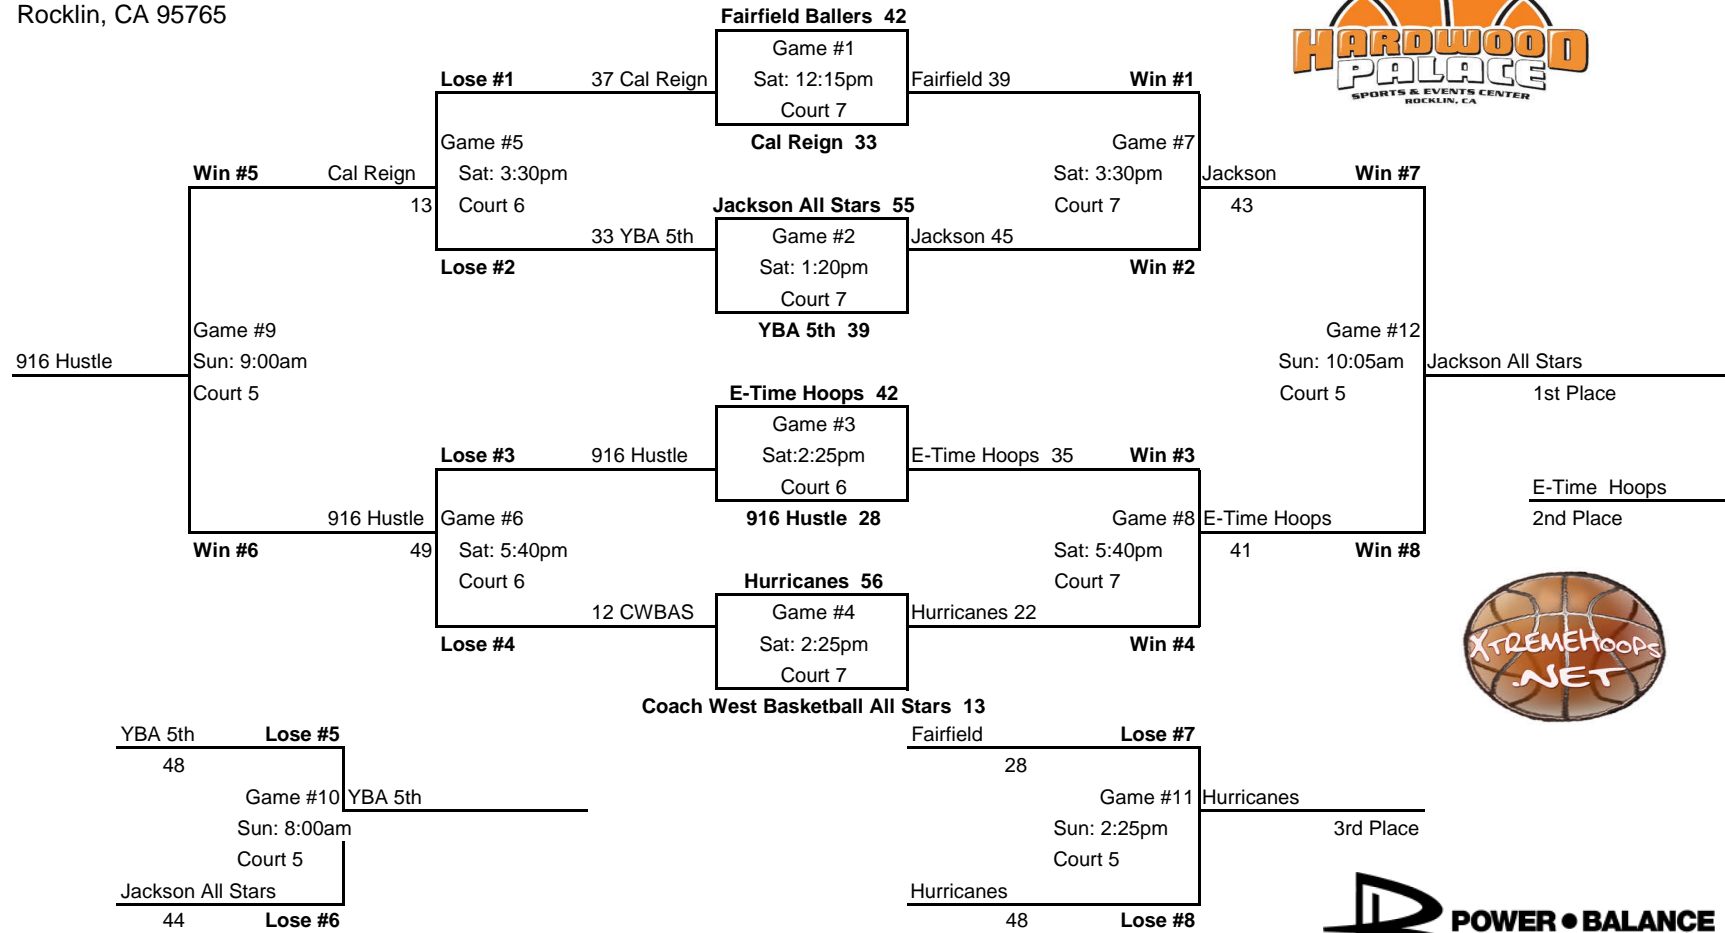 Rocklin, CA 95765
Fairfield Ballers 42
HARDWOOD
PALACE
SPORTS & EVENTS CENTER
ROCKLIN, CA
Game #1
Lose #1 37 Cal Reign Sat: 12:15pm Fairfield 39 Win #1
Court 7
Game #5 Cal Reign 33 Game #7
Win #5 Cal Reign Sat: 3:30pm Sat: 3:30pm Jackson Win #7
13 Court 6 Jackson All Stars 55 Court 7 43
33 YBA 5th Game #2 Jackson 45
Lose #2 Sat: 1:20pm Win #2
Court 7
Game #9 YBA 5th 39 Game #12
916 Hustle Sun: 9:00am Sun: 10:05am Jackson All Stars
Court 5 E-Time Hoops 42 Court 5 1st Place
Game #3
Lose #3 916 Hustle Sat:2:25pm E-Time Hoops 35 Win #3
Court 6 E-Time Hoops
916 Hustle Game #6 916 Hustle 28 Game #8 E-Time Hoops 2nd Place
Win #6 49 Sat: 5:40pm Sat: 5:40pm 41 Win #8
Court 6 Hurricanes 56 Court 7
12 CWBAS Game #4 Hurricanes 22
Lose #4 Sat: 2:25pm Win #4
Court 7
XTREMEHOOPS
.NET
Coach West Basketball All Stars 13
YBA 5th Lose #5 Fairfield Lose #7
48 28
Game #10 YBA 5th Game #11 Hurricanes
Sun: 8:00am Sun: 2:25pm 3rd Place
Court 5 Court 5
Jackson All Stars Hurricanes
44 Lose #6 48 Lose #8
POWER BALANCE